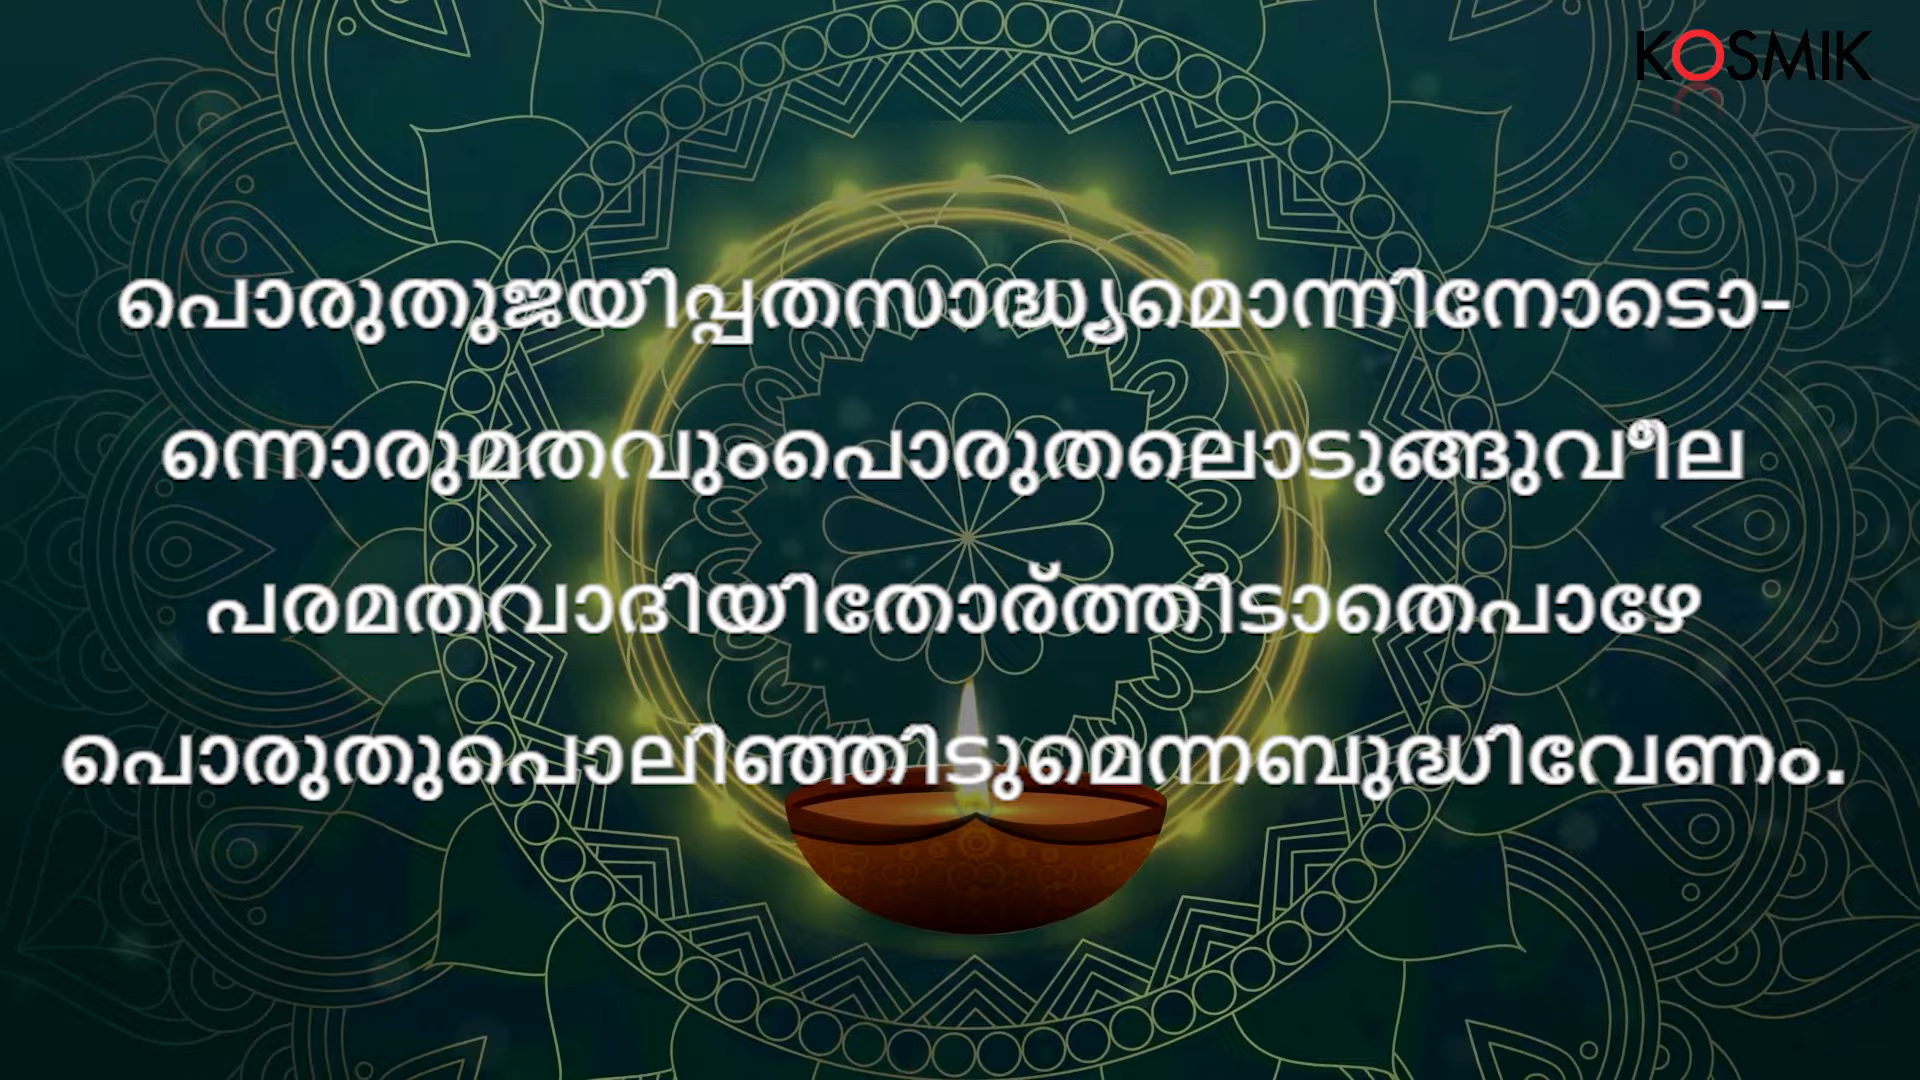 KOSMIK
പൊരുതുജയിപ്പതസാദ്ധ്യമൊന്നിനോടൊ-
ന്നൊരുമതവുംപൊരുതലൊടുങ്ങുവീല
പരമതവാദിയിതോർത്തിടാതെപാഴേ
പൊരുതുപൊലിഞ്ഞിടുമെന്നബുദ്ധിവേണം.